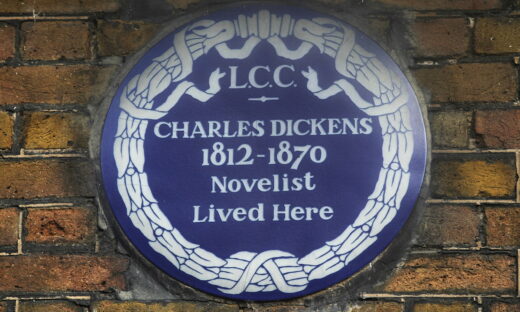 L.C.C.
CHARLES DICKENS
1812-1870
Novelist
Lived Here